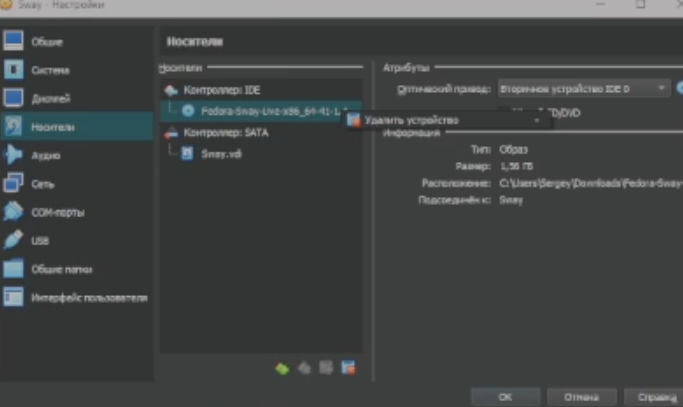 Sway - Настройки
Общие
Система
Дисплей
Носители
Аудио
Сеть
COM-порты
USB
Общие папки
Интерфейс пользователя
Носители
Носители
Контроллер: IDE
Fedora-Sway-Live-x86_64-41-1.
Контроллер: SATA
Sway.vdi
Удалить устройство
Атрибуты
Оптический привод: Вторичное устройство IDE 0
CD/DVD
Информация
Тип: Образ
Размер: 1,56 ГБ
Расположение: C:\Users\Sergey\Downloads\Fedora-Sway-
Подсоединён к: Sway
OK
Отмена
Справка